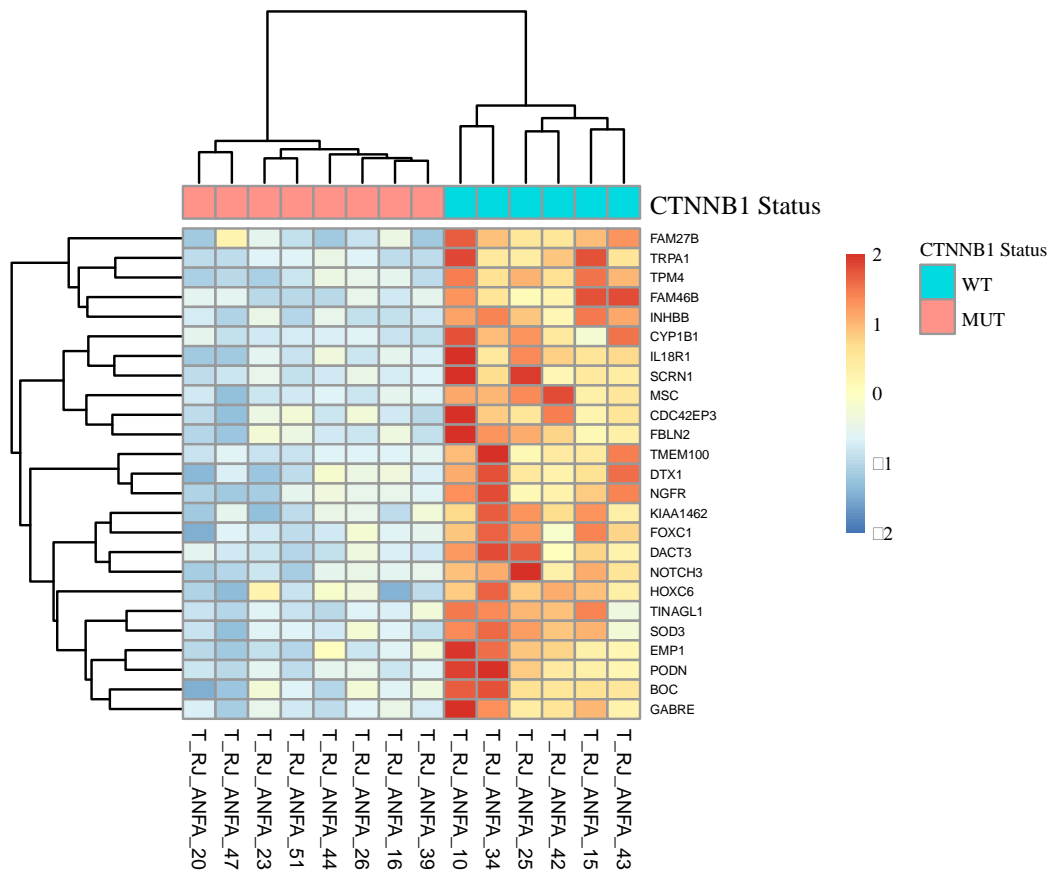 CTNNB1 Status
FAM27B
TRPA1
TPM4
FAM46B
INHBB
CYP1B1
IL18R1
SCRN1
MSC
CDC42EP3
FBLN2
TMEM100
DTX1
NGFR
KIAA1462
FOXC1
DACT3
NOTCH3
HOXC6
TINAGL1
SOD3
EMP1
PODN
BOC
GABRE
T_RJ_ANFA_20
T_RJ_ANFA_47
T_RJ_ANFA_23
T_RJ_ANFA_51
T_RJ_ANFA_44
T_RJ_ANFA_26
T_RJ_ANFA_16
T_RJ_ANFA_39
T_RJ_ANFA_10
T_RJ_ANFA_34
T_RJ_ANFA_25
T_RJ_ANFA_42
T_RJ_ANFA_15
T_RJ_ANFA_43
2
1
0
□1
□2
CTNNB1 Status
WT
MUT